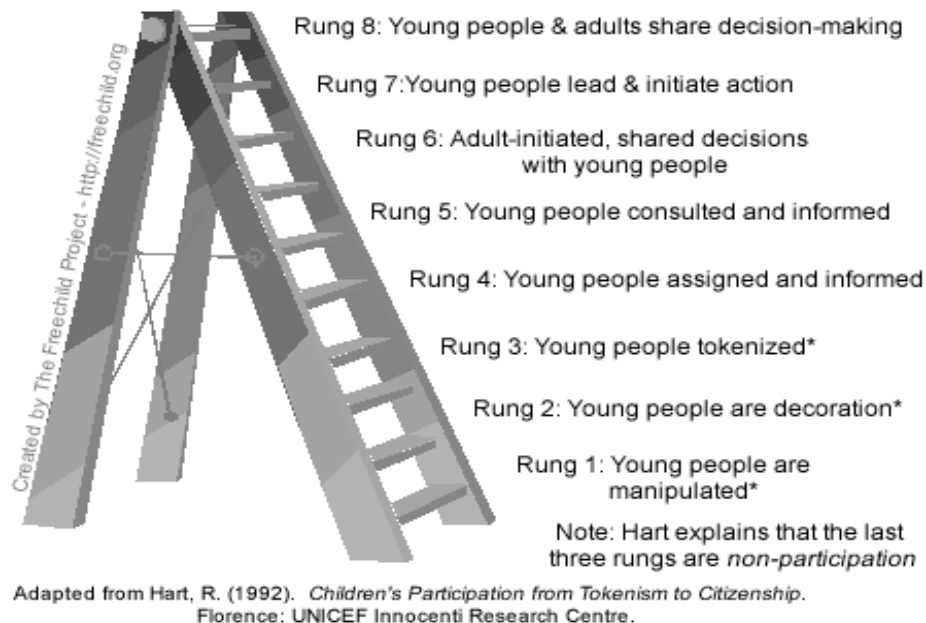 Rung 8: Young people & adults share decision-making
Rung 7:Young people lead & initiate action
Rung 6: Adult-initiated, shared decisions
with young people
Rung 5: Young people consulted and informed
Rung 4: Young people assigned and informed
Rung 3: Young people tokenized*
Rung 2: Young people are decoration*
Rung 1: Young people are
manipulated*
Note: Hart explains that the last
three rungs are non-participation
Created by The Freechild Project - http://freechild.org
Adapted from Hart, R. (1992). Children's Participation from Tokenism to Citizenship.
Florence: UNICEF Innocenti Research Centre.